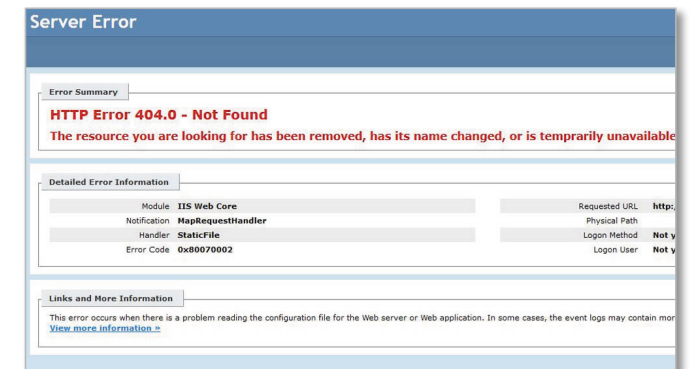 Server Error
Error Summary
HTTP Error 404.0 - Not Found
The resource you are looking for has been removed, has its name changed, or is temprarily unavailable
Detailed Error Information
Module IIS Web Core
Notification MapRequestHandler
Handler StaticFile
Error Code 0x80070002
Requested URL http:/
Physical Path
Logon Method Not y
Logon User Not y
Links and More Information
This error occurs when there is a problem reading the configuration file for the Web server or Web application. In some cases, the event logs may contain mor
View more information »